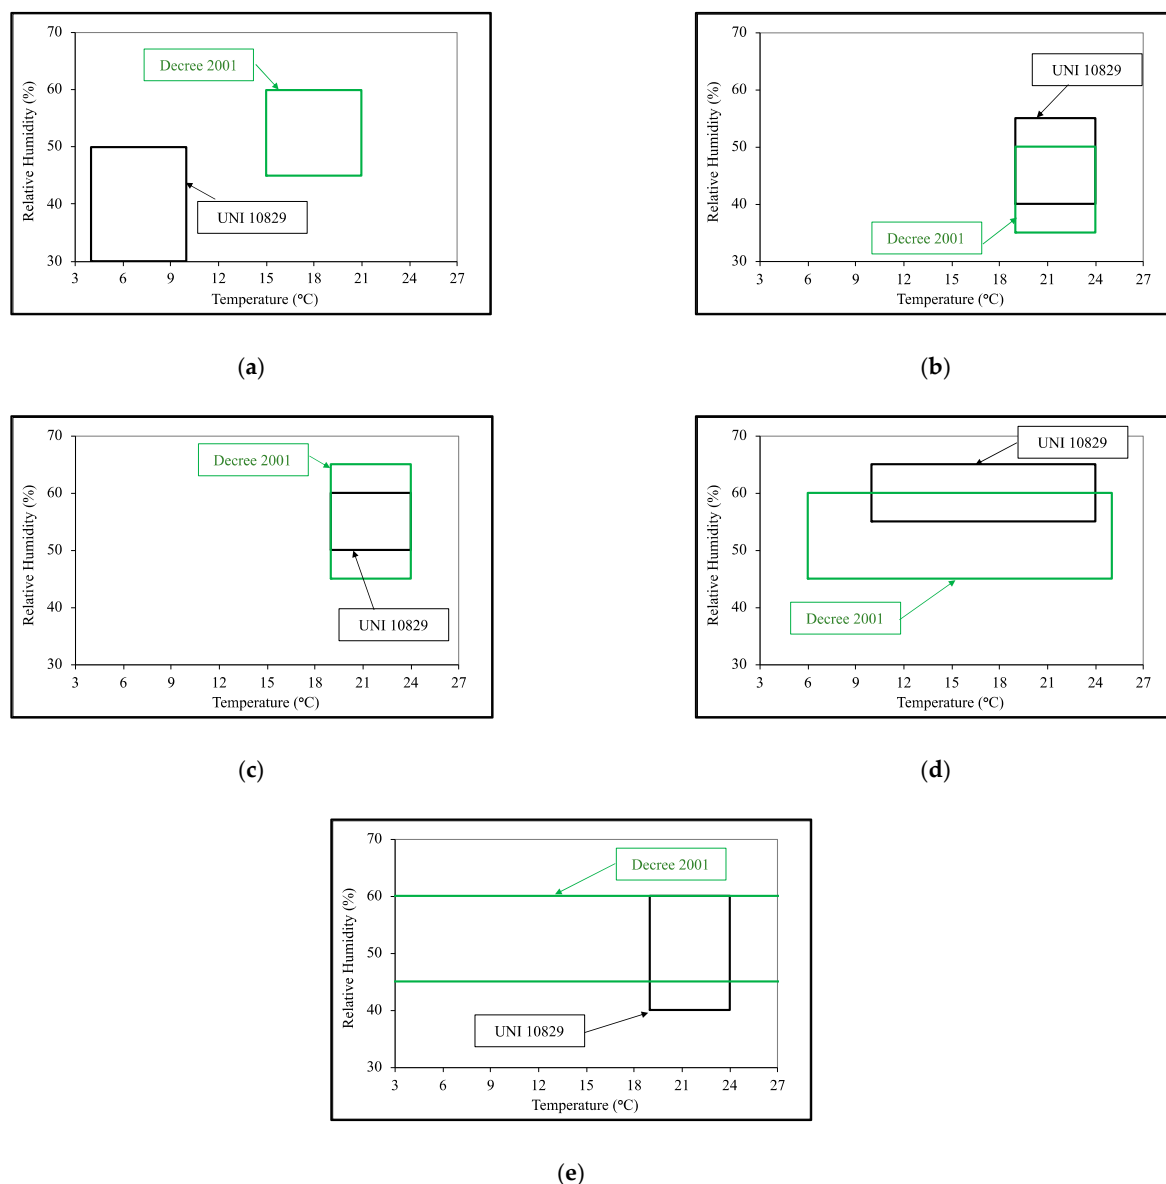 70
60
50
40
30
Relative Humidity (%)
Decree 2001
UNI 10829
3 6 9 12 15 18 21 24 27
Temperature (°C)
(a)
70
60
50
40
30
Relative Humidity (%)
UNI 10829
Decree 2001
3 6 9 12 15 18 21 24 27
Temperature (°C)
(b)
70
60
50
40
30
Relative Humidity (%)
Decree 2001
UNI 10829
3 6 9 12 15 18 21 24 27
Temperature (°C)
(c)
70
60
50
40
30
Relative Humidity (%)
UNI 10829
Decree 2001
3 6 9 12 15 18 21 24 27
Temperature (°C)
(d)
70
60
50
40
30
Relative Humidity (%)
Decree 2001
UNI 10829
3 6 9 12 15 18 21 24 27
Temperature (°C)
(e)